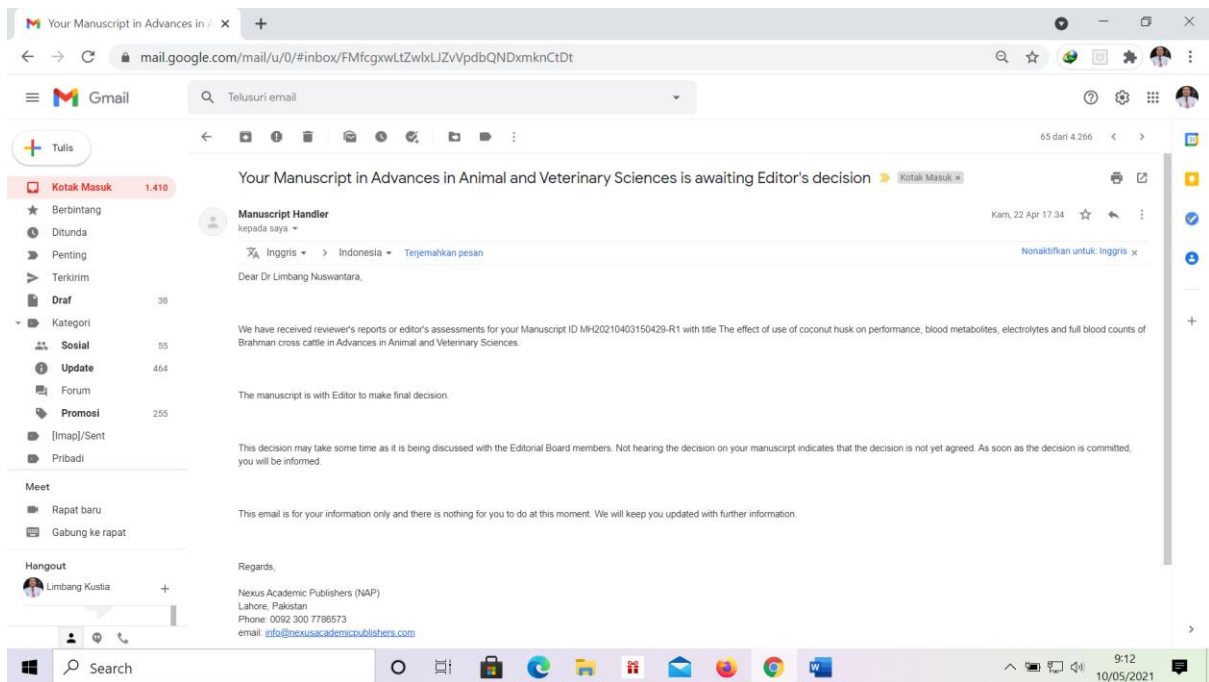 Your Manuscript in Advances in A
mail.google.com/mail/u/0/#inbox/FMfcgxwLtZwlxLJZvVpdbQNDxmknCtDt
Gmail
Telusuri email
Tulis
65 dari 4.266
Kotak Masuk 1.410
Berbintang
Ditunda
Penting
Terkirim
Draf 38
Kategori
Sosial 55
Update 464
Forum
Promosi 255
[Imap]/Sent
Pribadi
Meet
Rapat baru
Gabung ke rapat
Hangout
Limbang Kustia
Your Manuscript in Advances in Animal and Veterinary Sciences is awaiting Editor's decision Kotak Masuk ×
Manuscript Handler Kam, 22 Apr 17.34
kepada saya
Inggris > Indonesia Terjemahkan pesan Nonaktifkan untuk: Inggris ×
Dear Dr Limbang Nuswantara,
We have received reviewer's reports or editor's assessments for your Manuscript ID MH20210403150429-R1 with title The effect of use of coconut husk on performance, blood metabolites, electrolytes and full blood counts of
Brahman cross cattle in Advances in Animal and Veterinary Sciences.
The manuscript is with Editor to make final decision.
This decision may take some time as it is being discussed with the Editorial Board members. Not hearing the decision on your manuscirpt indicates that the decision is not yet agreed. As soon as the decision is committed,
you will be informed.
This email is for your information only and there is nothing for you to do at this moment. We will keep you updated with further information.
Regards,
Nexus Academic Publishers (NAP)
Lahore, Pakistan
Phone: 0092 300 7786573
email: info@nexusacademicpublishers.com
Search
9:12
10/05/2021